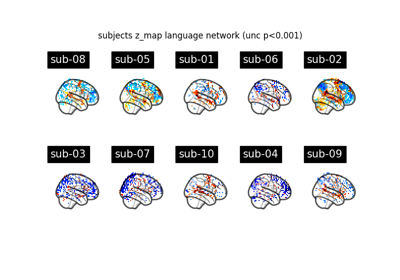 subjects z_map language network (unc p<0.001)
sub-08 sub-05 sub-01 sub-06 sub-02
sub-03 sub-07 sub-10 sub-04 sub-09